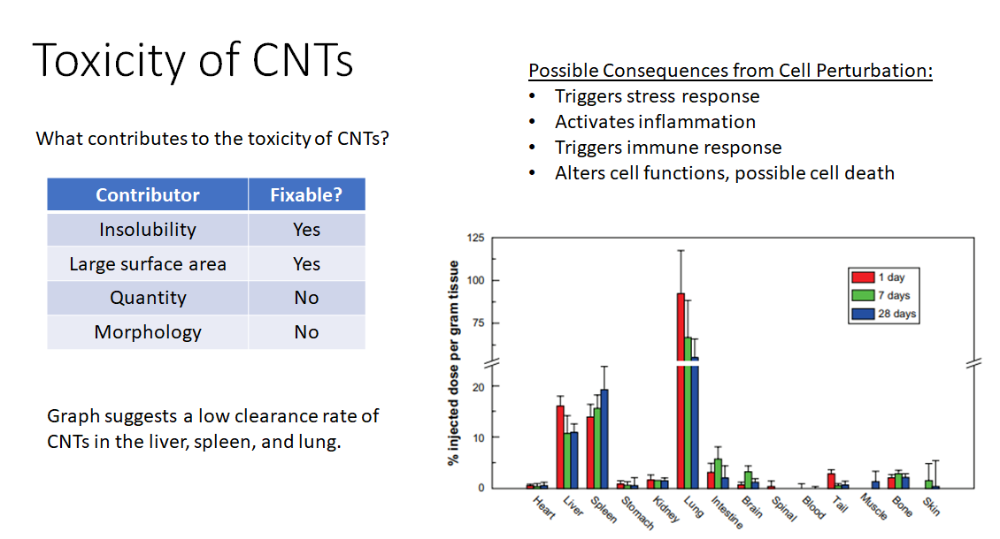 Toxicity of CNTs
What contributes to the toxicity of CNTs?
Contributor Fixable?
Insolubility Yes
Large surface area Yes
Quantity No
Morphology No
Graph suggests a low clearance rate of
CNTs in the liver, spleen, and lung.
Possible Consequences from Cell Perturbation:
• Triggers stress response
• Activates inflammation
• Triggers immune response
• Alters cell functions, possible cell death
% injected dose per gram tissue
125
100
75
20
10
0
1 day
7 days
28 days
Heart
Liver
Spleen
Stomach
Kidney
Lung
Intestine
Brain
Spinal
Blood
Tail
Muscle
Bone
Skin